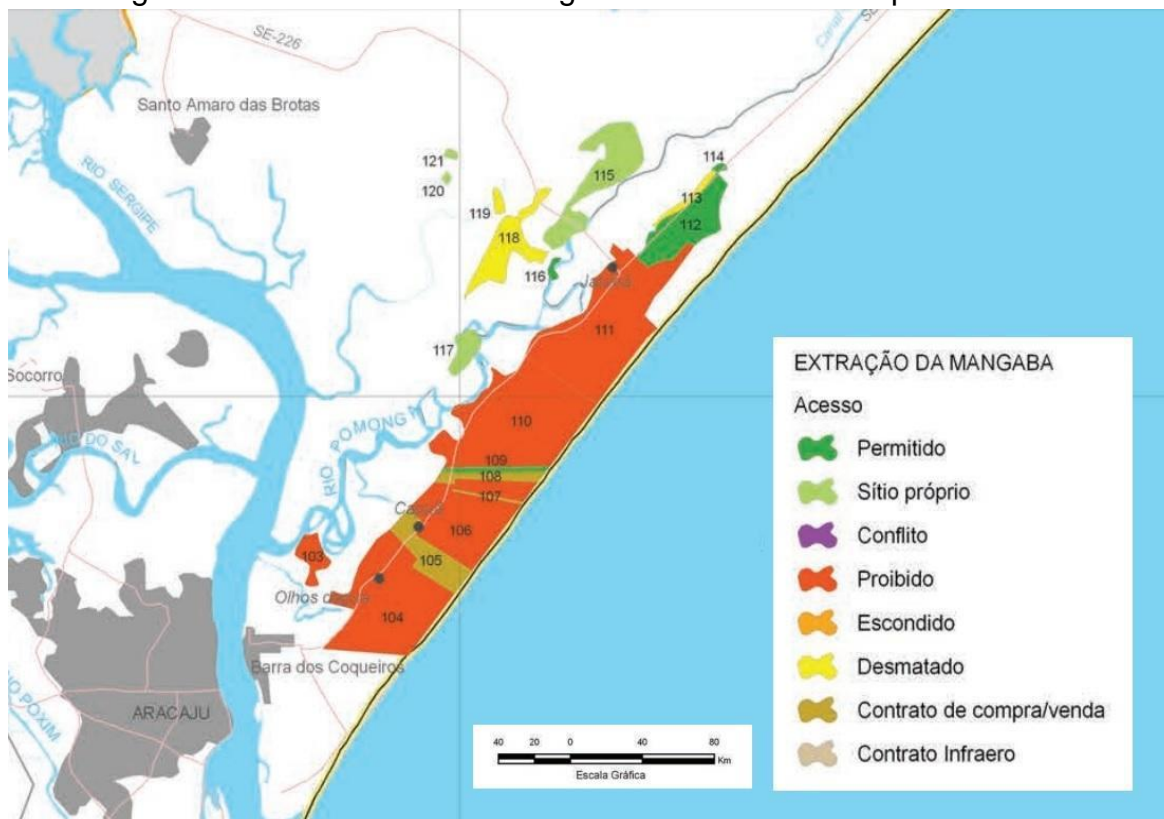 SE-226
Canal
Santo Amaro das Brotas
RIO SERGIPE
121
120
119
118
115
114
113
112
116
111
117
Socorro
RIO POMONGA
110
109
108
107
106
105
103
104
Barra dos Coqueiros
ARACAJU
EXTRAÇÃO DA MANGABA
Acesso
Permitido
Sítio próprio
Conflito
Proibido
Escondido
Desmatado
Contrato de compra/venda
Contrato Infraero
40 20 0 40 80
Km
Escala Gráfica